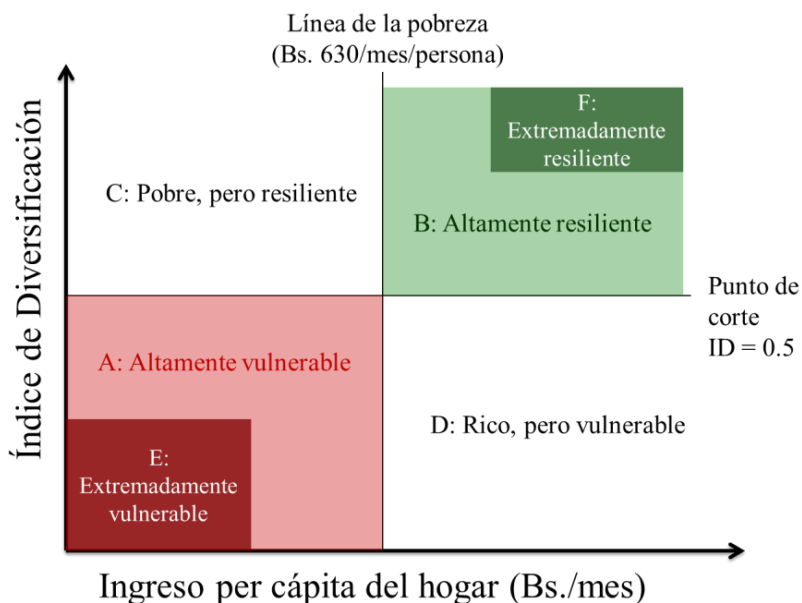 Línea de la pobreza
(Bs. 630/mes/persona)
F:
Extremadamente
resiliente
C: Pobre, pero resiliente
B: Altamente resiliente
Índice de Diversificación
Punto de
corte
ID = 0.5
A: Altamente vulnerable
D: Rico, pero vulnerable
E:
Extremadamente
vulnerable
Ingreso per cápita del hogar (Bs./mes)